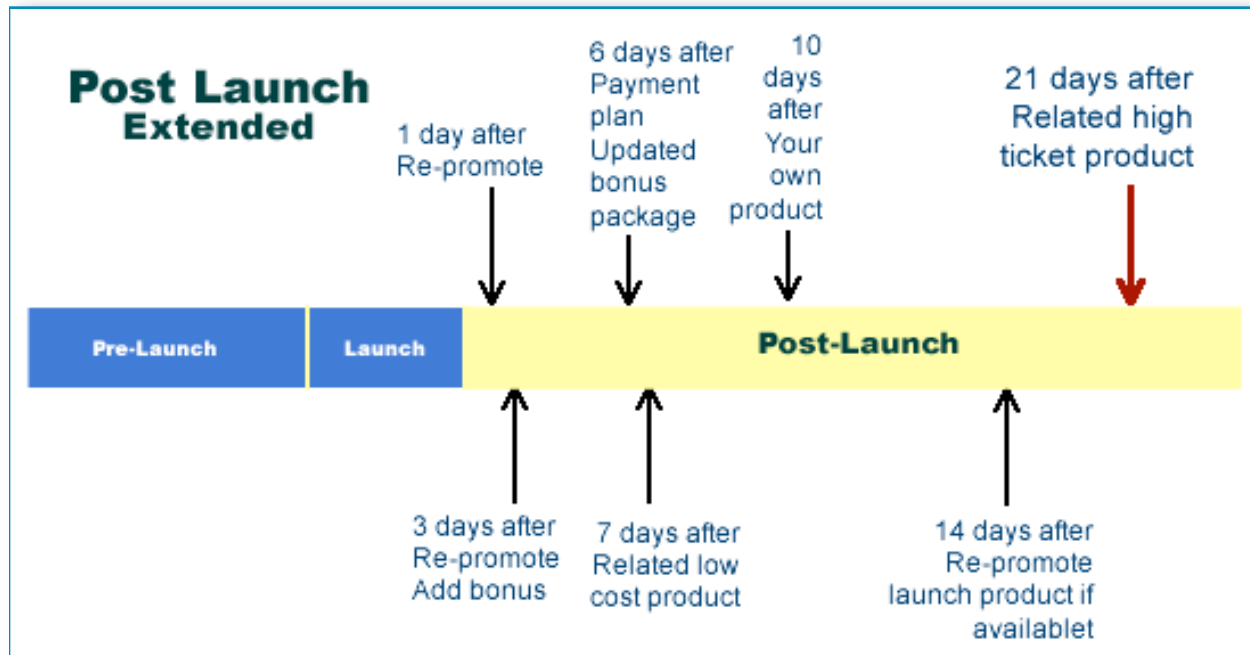 Post Launch
Extended
1 day after
Re-promote
6 days after
Payment
plan
Updated
bonus
package
10
days
after
Your
own
product
21 days after
Related high
ticket product
Pre-Launch
Launch
Post-Launch
3 days after
Re-promote
Add bonus
7 days after
Related low
cost product
14 days after
Re-promote
launch product if
availablet